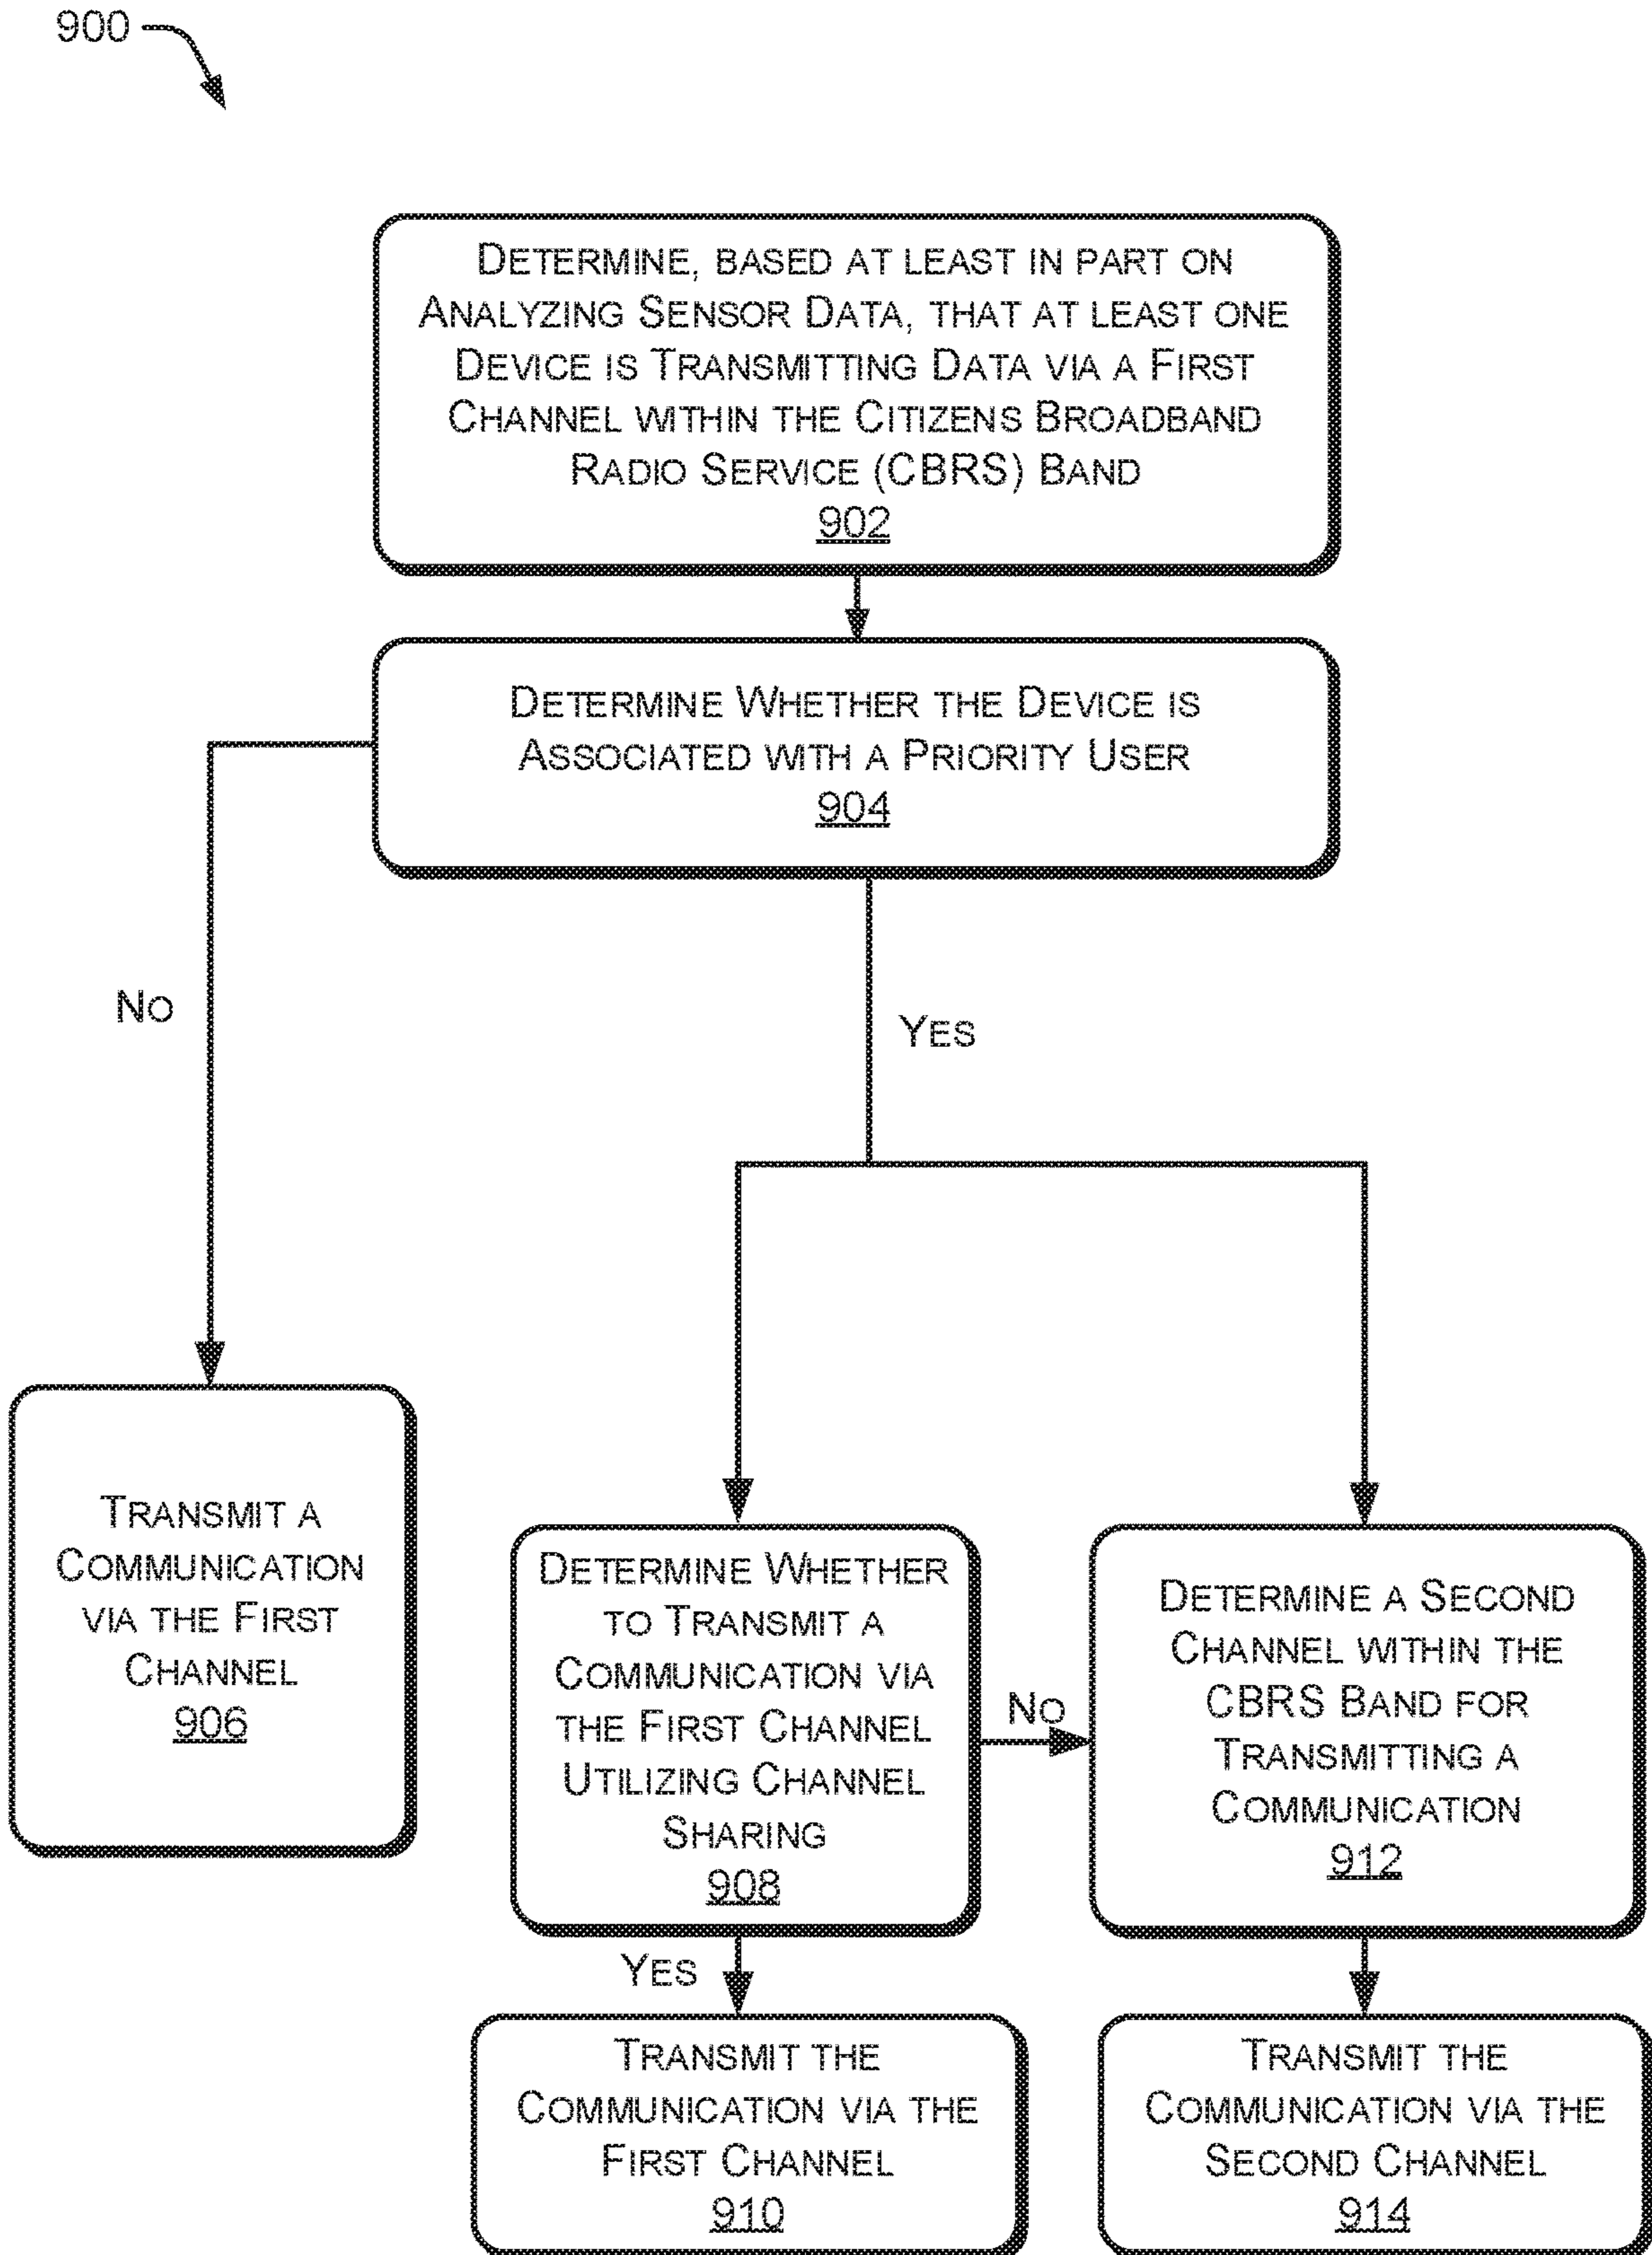 900
DETERMINE, BASED AT LEAST IN PART ON
ANALYZING SENSOR DATA, THAT AT LEAST ONE
DEVICE IS TRANSMITTING DATA VIA A FIRST
CHANNEL WITHIN THE CITIZENS BROADBAND
RADIO SERVICE (CBRS) BAND
902
DETERMINE WHETHER THE DEVICE IS
ASSOCIATED WITH A PRIORITY USER
904
NO
YES
TRANSMIT A
COMMUNICATION
VIA THE FIRST
CHANNEL
906
DETERMINE WHETHER
TO TRANSMIT A
COMMUNICATION VIA
THE FIRST CHANNEL
UTILIZING CHANNEL
SHARING
908
NO
DETERMINE A SECOND
CHANNEL WITHIN THE
CBRS BAND FOR
TRANSMITTING A
COMMUNICATION
912
YES
TRANSMIT THE
COMMUNICATION VIA THE
FIRST CHANNEL
910
TRANSMIT THE
COMMUNICATION VIA THE
SECOND CHANNEL
914